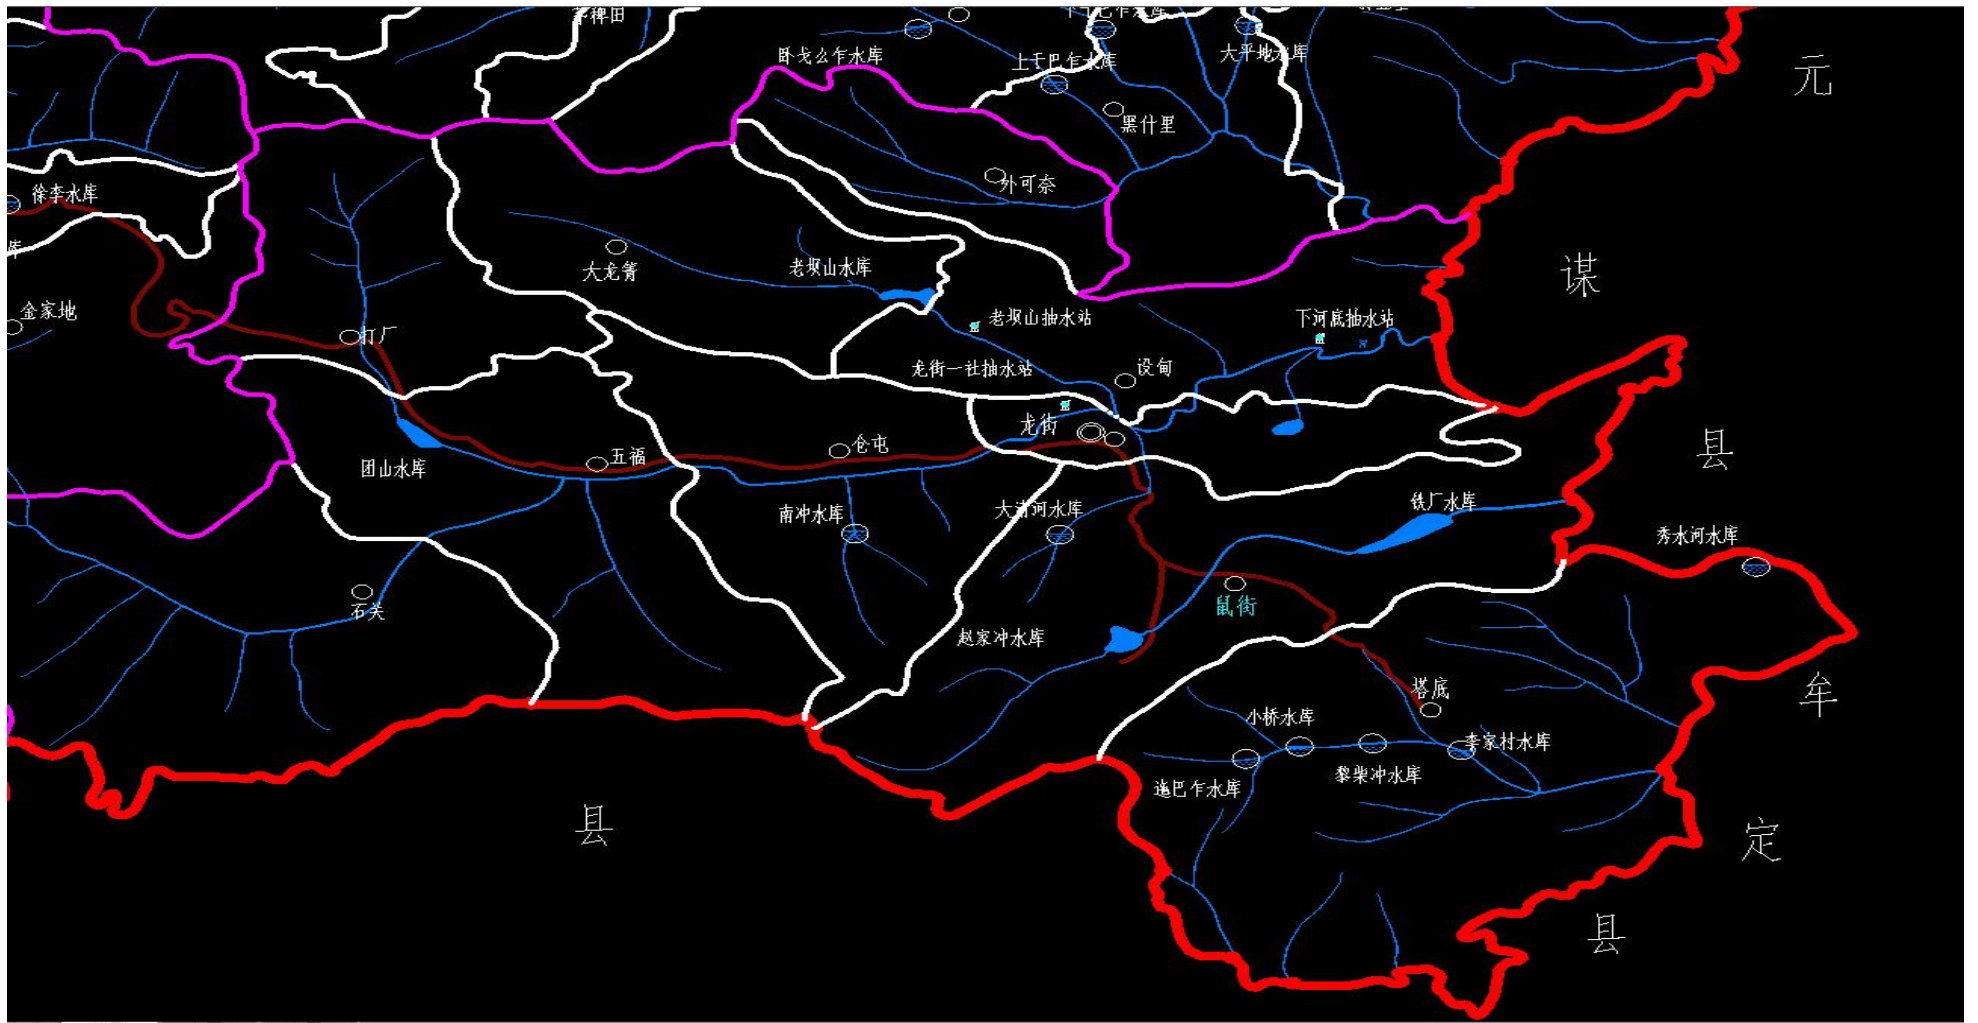 卧戈么乍水库
上干巴乍水库
大平地水库
元
黑什里
外可奈
徐李水库
大龙箐
老坝山水库
谋
金家地
打厂
老坝山抽水站
下河底抽水站
龙街一社抽水站
设甸
龙街
仓屯
五福
团山水库
县
南冲水库
大清河水库
铁厂水库
秀水河水库
石关
鼠街
赵家冲水库
塔底
牟
小桥水库
李家村水库
黎柴冲水库
迤巴乍水库
县
定
县